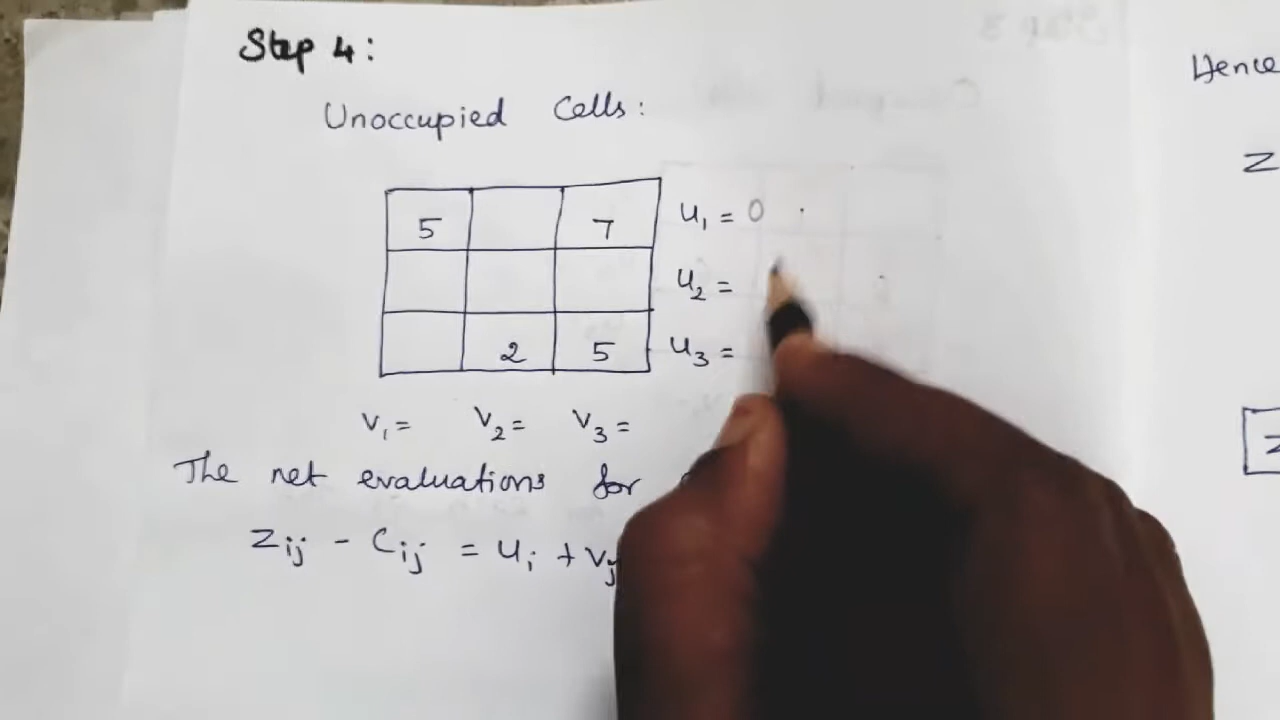 Step 4:
Unoccupied Cells:
5 7 u₁ = 0
u₂ =
2 5 u₃ =
v₁ = v₂ = v₃ =
The net evaluations for
Zij - Cij = ui + vj
Hence
Z
Z